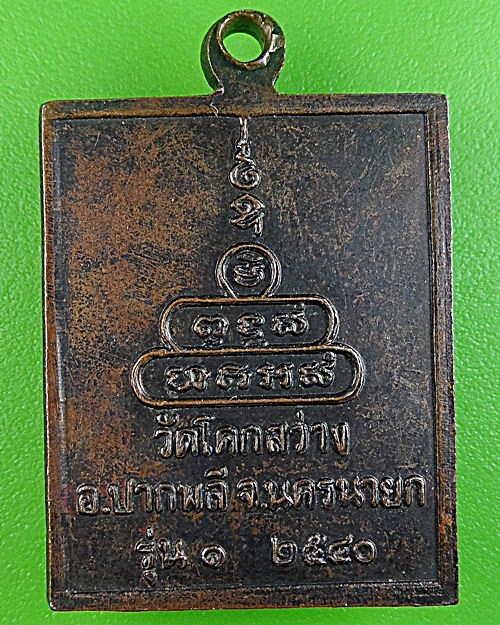 วัดโคกสว่าง
อ.ปากพลี จ.นครนายก
รุ่น ๑ ๒๕๔๐